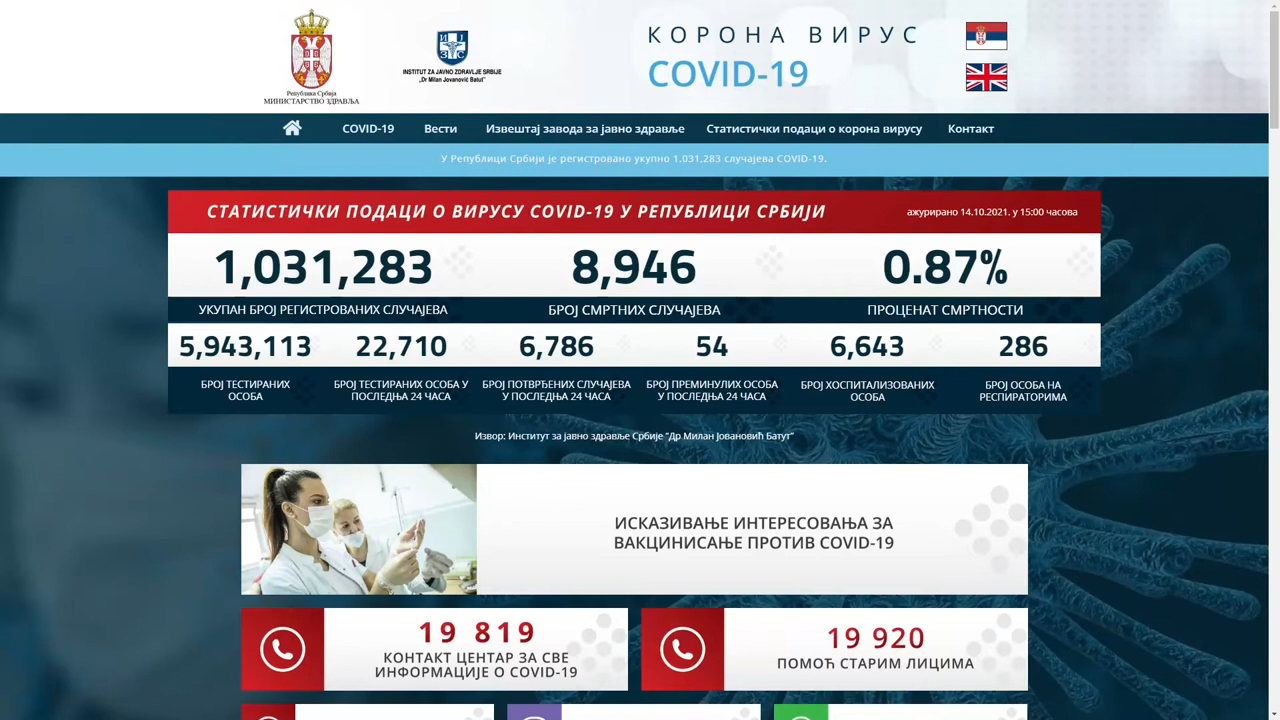 Република Србија
МИНИСТАРСТВО ЗДРАВЉА
И Ј
З С
INSTITUT ZA JAVNO ZDRAVLJE SRBIJE
„Dr Milan Jovanović Batut”
КОРОНА ВИРУС
COVID-19
COVID-19 Вести Извештај завода за јавно здравље Статистички подаци о корона вирусу Контакт
У Републици Србији је регистровано укупно 1.031,283 случајева COVID-19.
СТАТИСТИЧКИ ПОДАЦИ О ВИРУСУ COVID-19 У РЕПУБЛИЦИ СРБИЈИ
ажурирано 14.10.2021. у 15:00 часова
1,031,283 8,946 0.87%
УКУПАН БРОЈ РЕГИСТРОВАНИХ СЛУЧАЈЕВА БРОЈ СМРТНИХ СЛУЧАЈЕВА ПРОЦЕНАТ СМРТНОСТИ
5,943,113 22,710 6,786 54 6,643 286
БРОЈ ТЕСТИРАНИХ БРОЈ ТЕСТИРАНИХ ОСОБА У БРОЈ ПОТВРЂЕНИХ СЛУЧАЈЕВА БРОЈ ПРЕМИНУЛИХ ОСОБА БРОЈ ХОСПИТАЛИЗОВАНИХ БРОЈ ОСОБА НА
ОСОБА ПОСЛЕДЊА 24 ЧАСА У ПОСЛЕДЊА 24 ЧАСА У ПОСЛЕДЊА 24 ЧАСА ОСОБА РЕСПИРАТОРИМА
Извор: Институт за јавно здравље Србије "Др Милан Јовановић Батут"
ИСКАЗИВАЊЕ ИНТЕРЕСОВАЊА ЗА
ВАКЦИНИСАЊЕ ПРОТИВ COVID-19
19 819
КОНТАКТ ЦЕНТАР ЗА СВЕ
ИНФОРМАЦИЈЕ О COVID-19
19 920
ПОМОЋ СТАРИМ ЛИЦИМА